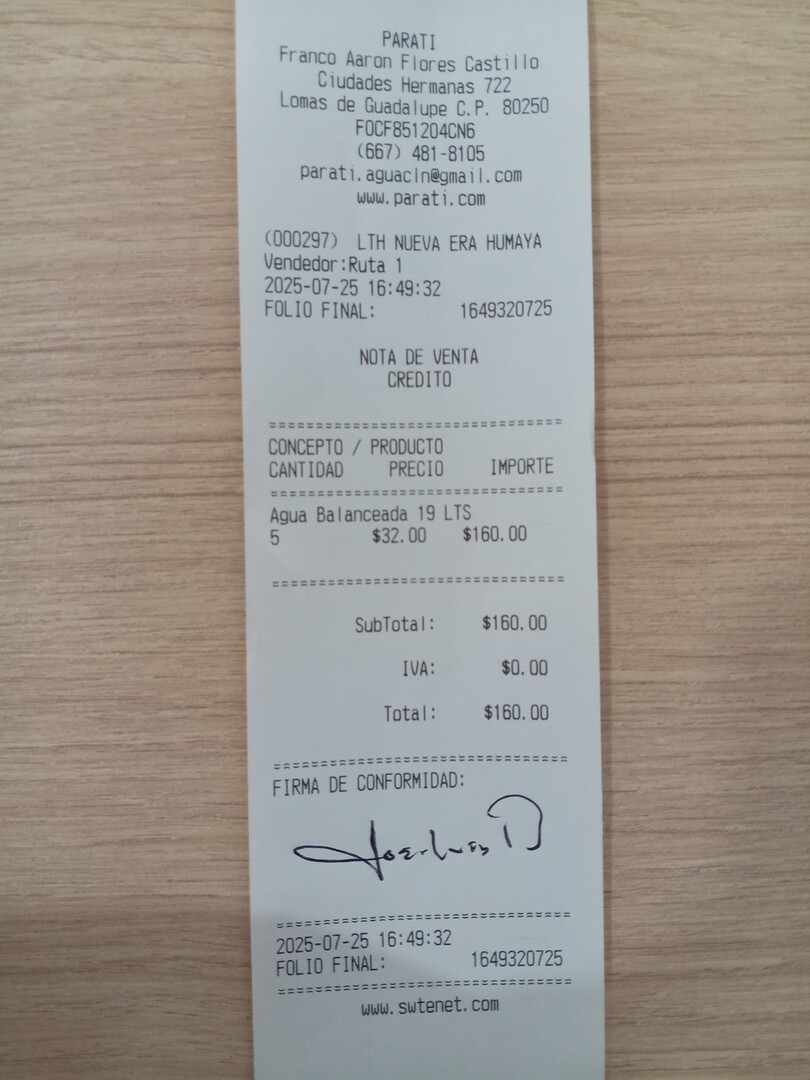 PARATI
Franco Aaron Flores Castillo
Ciudades Hermanas 722
Lomas de Guadalupe C.P. 80250
FOCF851204CN6
(667) 481-8105
parati.aguacln@gmail.com
www.parati.com
(000297) LTH NUEVA ERA HUMAYA
Vendedor:Ruta 1
2025-07-25 16:49:32
FOLIO FINAL: 1649320725
NOTA DE VENTA
CREDITO
===============================
CONCEPTO / PRODUCTO
CANTIDAD PRECIO IMPORTE
===============================
Agua Balanceada 19 LTS
5 $32.00 $160.00
===============================
SubTotal: $160.00
IVA: $0.00
Total: $160.00
===============================
FIRMA DE CONFORMIDAD:
Jose Luis D
===============================
2025-07-25 16:49:32
FOLIO FINAL: 1649320725
===============================
www.swtenet.com